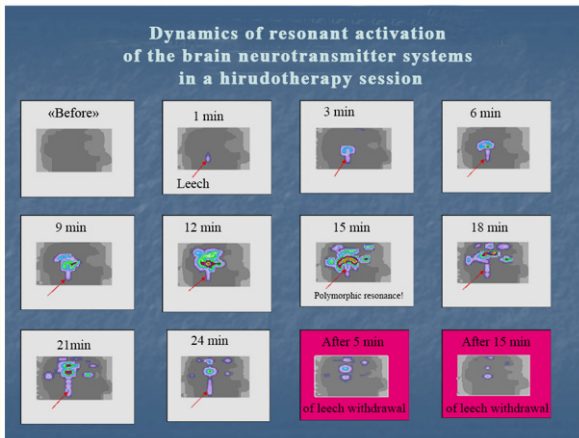 Dynamics of resonant activation
of the brain neurotransmitter systems
in a hirudotherapy session
«Before»
1 min
Leech
3 min
6 min
9 min
12 min
15 min
Polymorphic resonance!
18 min
21min
24 min
After 5 min
of leech withdrawal
After 15 min
of leech withdrawal